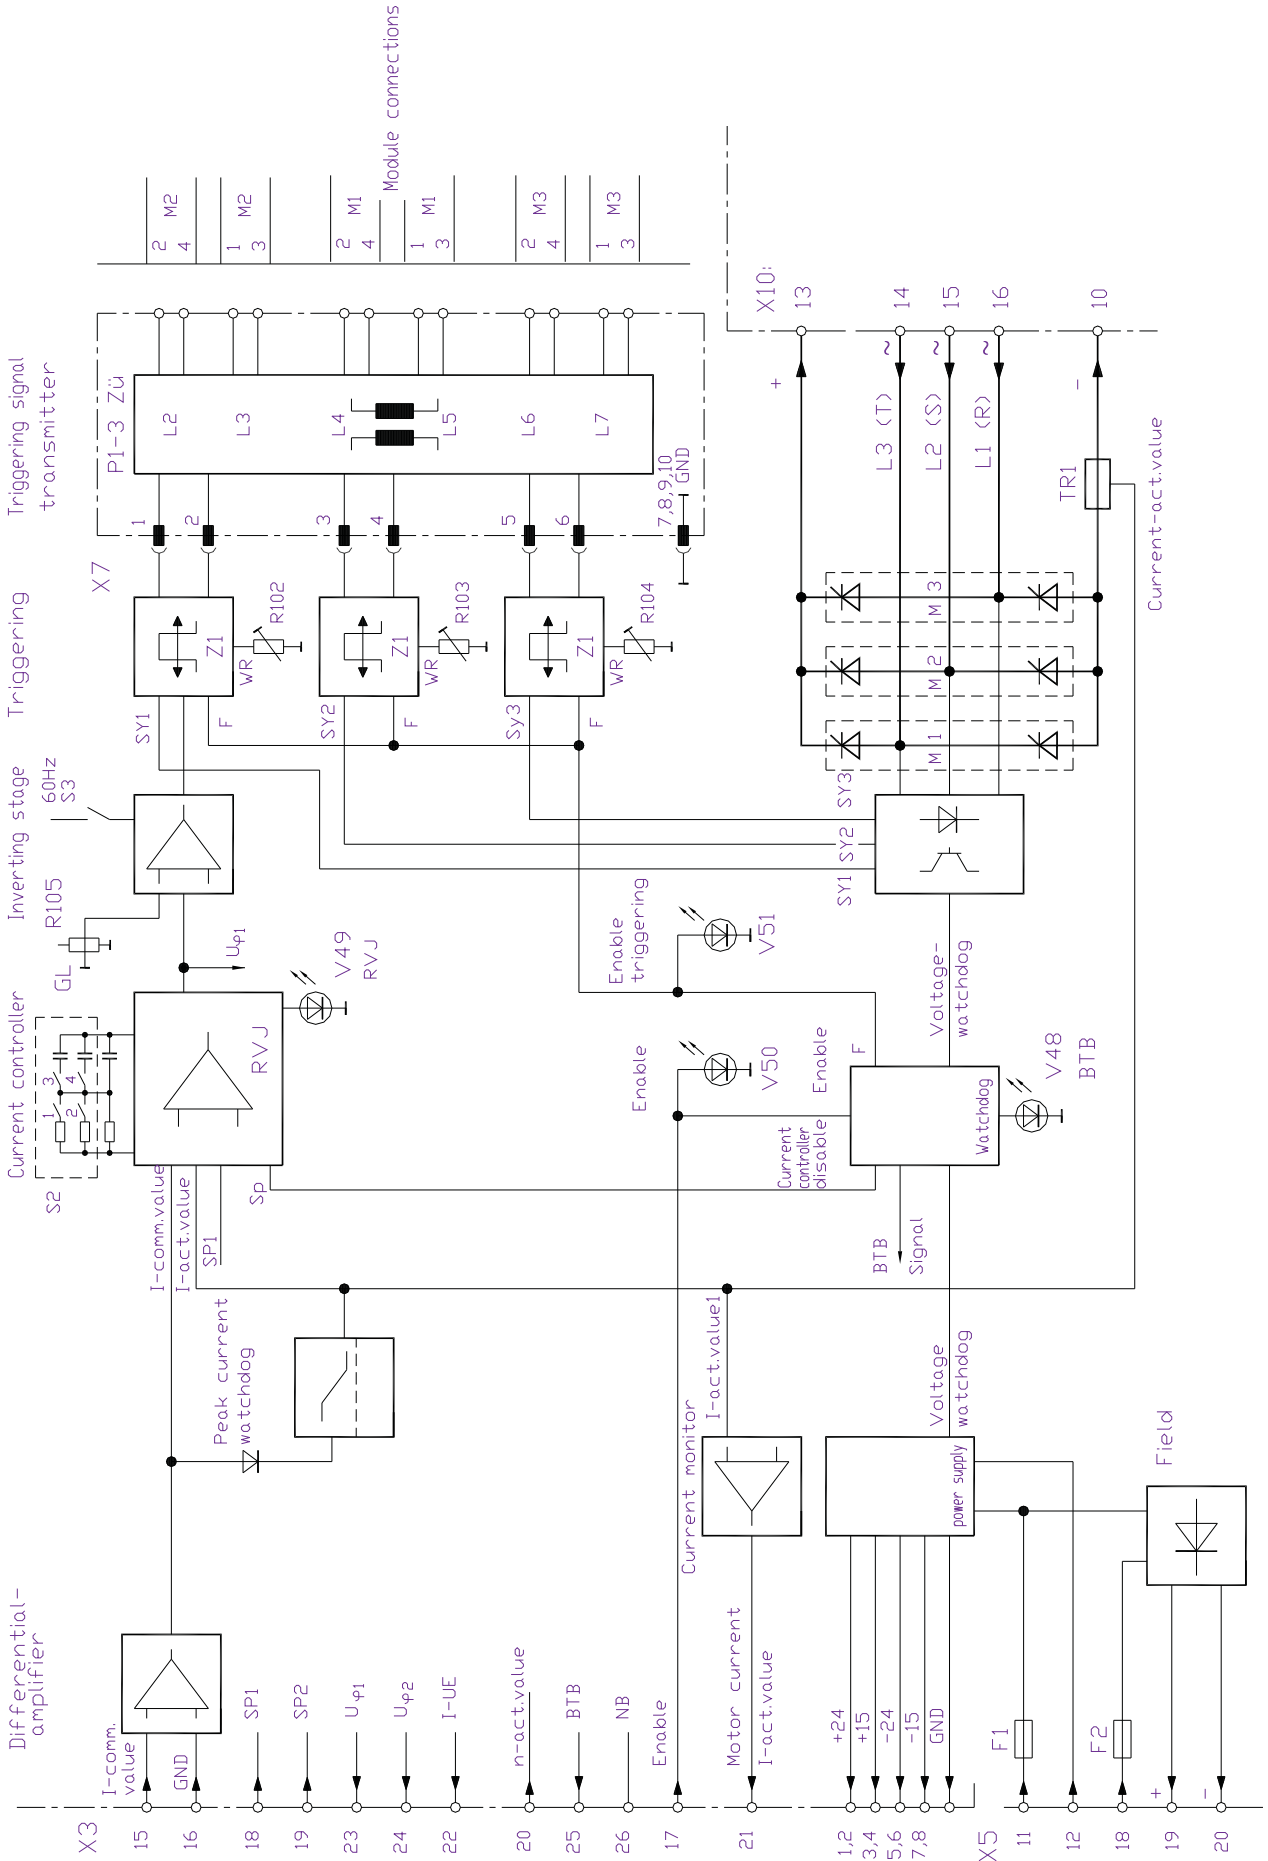 Differential-
amplifier
Current controller
Inverting stage
Triggering
Triggering signal
transmitter
S2
1
3
2
4
GL
R105
60Hz
S3
X3
I-comm.
value
15
GND
16
I-comm.value
I-act.value
SP1
Sp
RVJ
Uφ1
V49
RVJ
X7
P1-3 Zü
SY1
F
Z1
WR
R102
1
2
L2
L3
2
4
M2
1
3
M2
18
SP1
19
SP2
Peak current
watchdog
23
Uφ1
24
Uφ2
22
I-UE
SY2
F
Z1
WR
R103
3
4
L4
L5
2
4
M1
1
3
M1
Module connections
20
n-act.value
25
BTB
26
NB
Sy3
F
Z1
WR
R104
5
6
L6
L7
2
4
M3
1
3
M3
7,8,9,10
GND
17
Enable
Enable
V50
Enable
triggering
V51
Current monitor
I-act.value1
21
Motor current
I-act.value
Current
controller
disable
Enable
F
Watchdog
BTB
Signal
V48
BTB
Voltage-
watchdog
SY1
SY2
SY3
M 1
M 2
M 3
X10:
+
13
L3 (T)
~
14
L2 (S)
~
15
L1 (R)
~
16
TR1
-
10
Current-act.value
1,2
+24
3,4
+15
5,6
-24
7,8
-15
GND
power supply
Voltage
watchdog
X5
11
F1
12
18
F2
Field
19
+
20
-